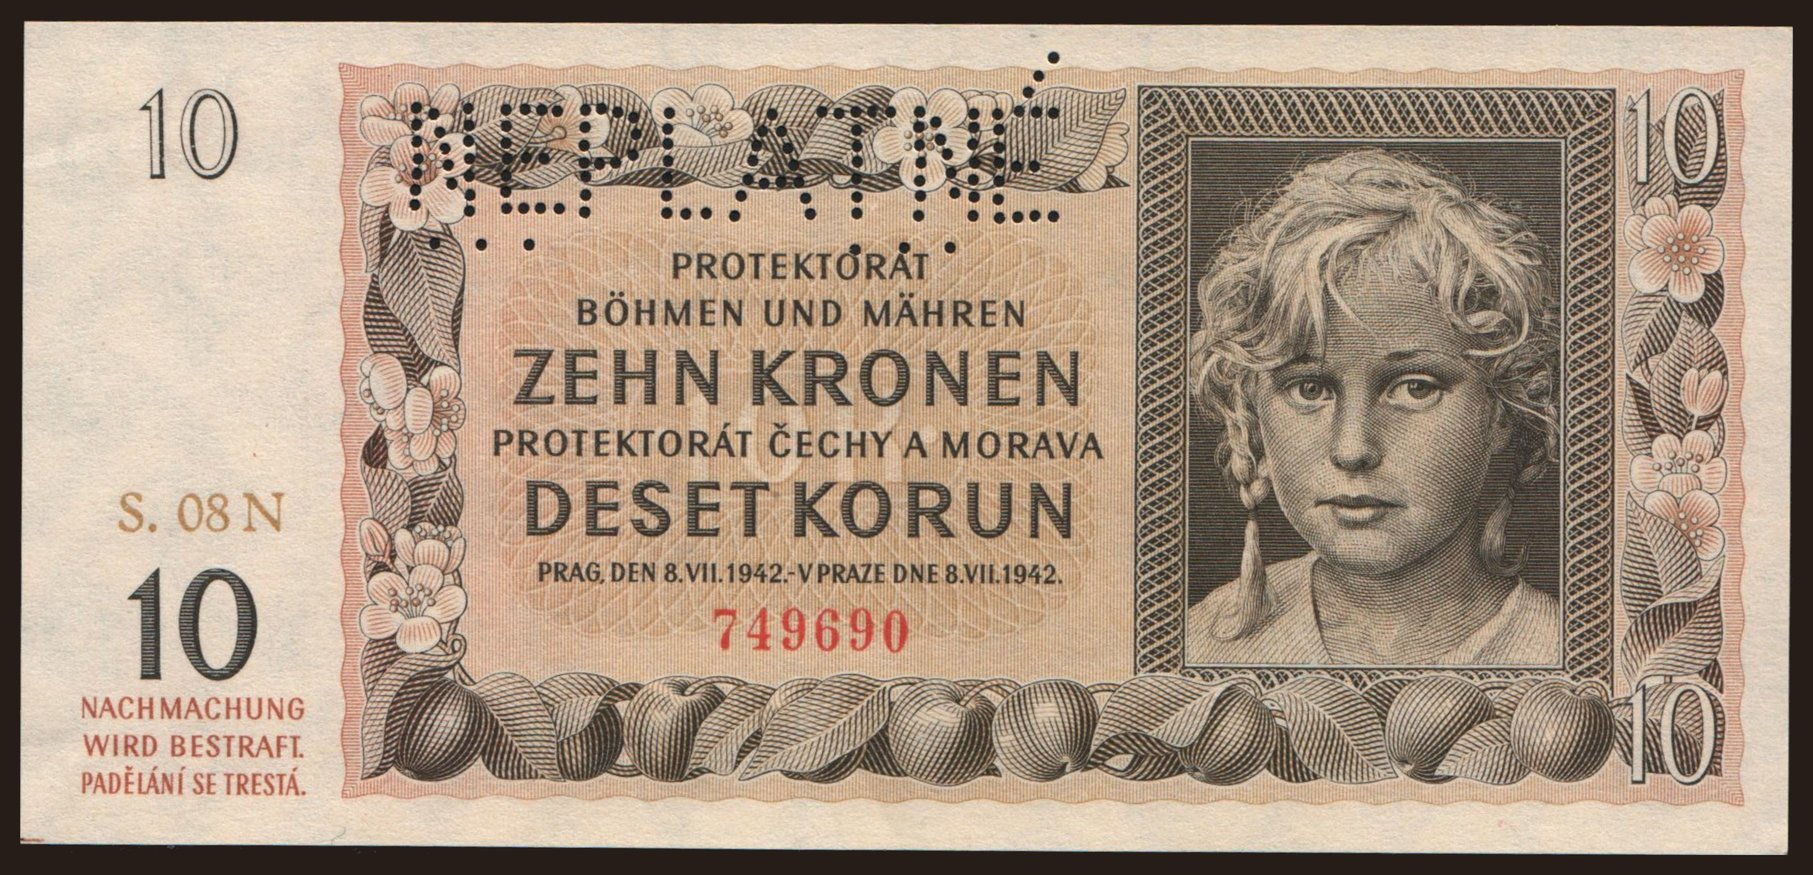 10
NEPLATNÉ
10
PROTEKTORÁT
BÖHMEN UND MÄHREN
ZEHN KRONEN
PROTEKTORÁT ČECHY A MORAVA
DESET KORUN
PRAG, DEN 8.VII.1942.-V PRAZE DNE 8.VII.1942.
749690
S. 08 N
10
NACHMACHUNG
WIRD BESTRAFT.
PADĚLÁNÍ SE TRESTÁ.
10